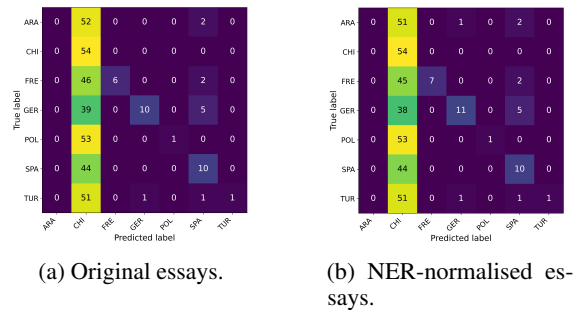 ARA 0 52 0 0 0 2 0
CHI 0 54 0 0 0 0 0
FRE 0 46 6 0 0 2 0
GER 0 39 0 10 0 5 0
POL 0 53 0 0 1 0 0
SPA 0 44 0 0 0 10 0
TUR 0 51 0 1 0 1 1
True label
ARA CHI FRE GER POL SPA TUR
Predicted label
(a) Original essays.
ARA 0 51 0 1 0 2 0
CHI 0 54 0 0 0 0 0
FRE 0 45 7 0 0 2 0
GER 0 38 0 11 0 5 0
POL 0 53 0 0 1 0 0
SPA 0 44 0 0 0 10 0
TUR 0 51 0 1 0 1 1
True label
ARA CHI FRE GER POL SPA TUR
Predicted label
(b) NER-normalised es-
says.